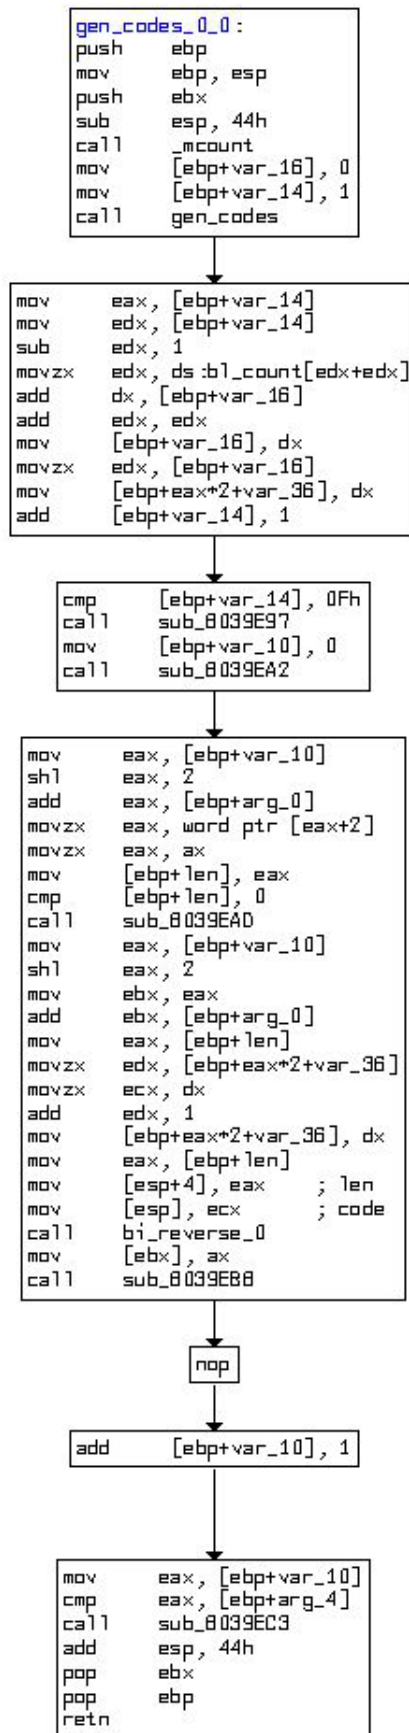 gen_codes_0_0 :
push ebp
mov ebp, esp
push ebx
sub esp, 44h
call _mcount
mov [ebp+var_16], 0
mov [ebp+var_14], 1
call gen_codes
mov eax, [ebp+var_14]
mov edx, [ebp+var_14]
sub edx, 1
movzx edx, ds:bl_count[edx+edx]
add dx, [ebp+var_16]
add edx, edx
mov [ebp+var_16], dx
movzx edx, [ebp+var_16]
mov [ebp+eax*2+var_36], dx
add [ebp+var_14], 1
cmp [ebp+var_14], 0Fh
call sub_8039E97
mov [ebp+var_10], 0
call sub_8039EA2
mov eax, [ebp+var_10]
shl eax, 2
add eax, [ebp+arg_0]
movzx eax, word ptr [eax+2]
movzx eax, ax
mov [ebp+len], eax
cmp [ebp+len], 0
call sub_8039EAD
mov eax, [ebp+var_10]
shl eax, 2
mov ebx, eax
add ebx, [ebp+arg_0]
mov eax, [ebp+len]
movzx edx, [ebp+eax*2+var_36]
movzx ecx, dx
add edx, 1
mov [ebp+eax*2+var_36], dx
mov eax, [ebp+len]
mov [esp+4], eax ; len
mov [esp], ecx ; code
call bi_reverse_0
mov [ebx], ax
call sub_8039EB8
nop
add [ebp+var_10], 1
mov eax, [ebp+var_10]
cmp eax, [ebp+arg_4]
call sub_8039EC3
add esp, 44h
pop ebx
pop ebp
retn